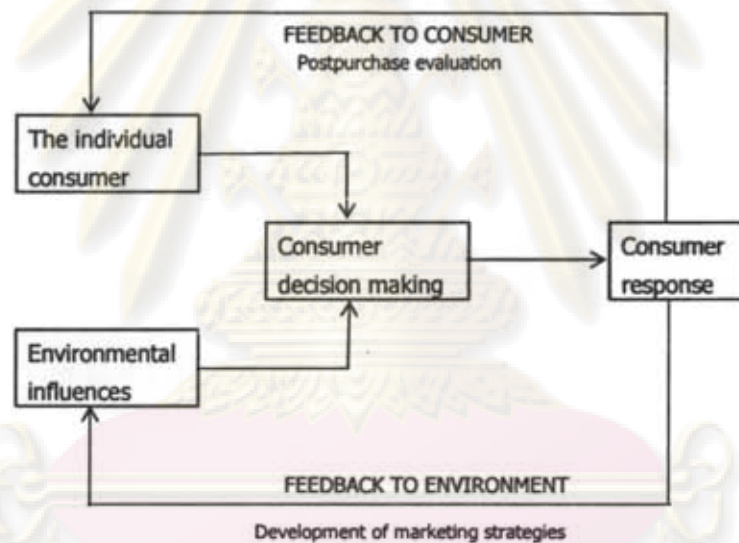 FEEDBACK TO CONSUMER
Postpurchase evaluation
The individual
consumer
Consumer
decision making
Consumer
response
Environmental
influences
FEEDBACK TO ENVIRONMENT
Development of marketing strategies